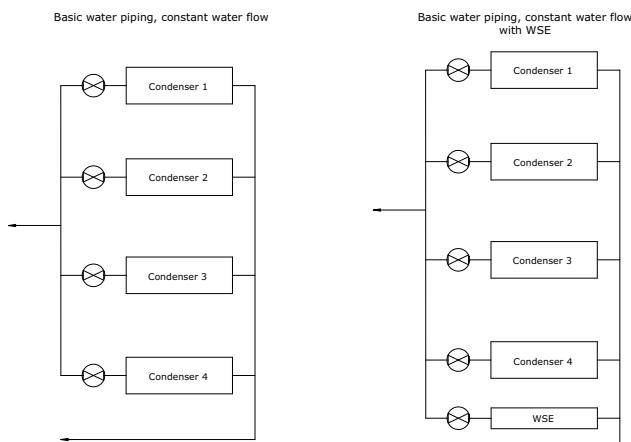 Basic water piping, constant water flow
Condenser 1
Condenser 2
Condenser 3
Condenser 4
Basic water piping, constant water flow
with WSE
Condenser 1
Condenser 2
Condenser 3
Condenser 4
WSE